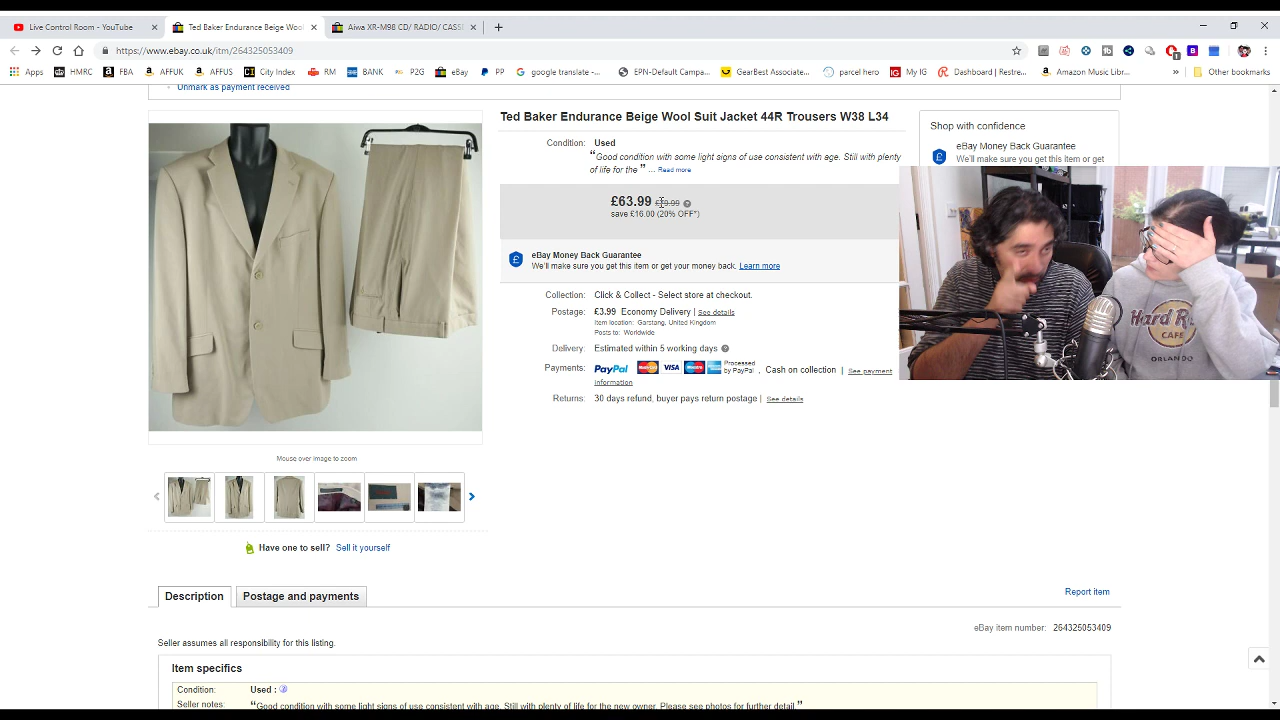 Live Control Room - YouTube
Ted Baker Endurance Beige Wool
Aiwa XR-M98 CD/ RADIO/ CASS
https://www.ebay.co.uk/itm/264325053409
Apps HMRC FBA AFFUK AFFUS City Index RM BANK P2G eBay PP google translate -... EPN-Default Campa... GearBest Associate... parcel hero My IG Dashboard | Restre... Amazon Music Libr... » Other bookmarks
Unmark as payment received
Ted Baker Endurance Beige Wool Suit Jacket 44R Trousers W38 L34
Condition: Used
“Good condition with some light signs of use consistent with age. Still with plenty
of life for the ” ... Read more
£63.99 £79.99
save £16.00 (20% OFF*)
eBay Money Back Guarantee
We'll make sure you get this item or get your money back. Learn more
Collection: Click & Collect - Select store at checkout.
Postage: £3.99 Economy Delivery | See details
Item location: Garstang, United Kingdom
Posts to: Worldwide
Delivery: Estimated within 5 working days
Payments: PayPal MasterCard VISA Maestro Processed by PayPal , Cash on collection | See payment
information
Returns: 30 days refund, buyer pays return postage | See details
Shop with confidence
eBay Money Back Guarantee
We'll make sure you get this item or get
Hard R
CAFE
ORLANDO
Mouse over image to zoom
Have one to sell? Sell it yourself
Description
Postage and payments
Report item
eBay item number: 264325053409
Seller assumes all responsibility for this listing.
Item specifics
Condition: Used :
Seller notes: “Good condition with some light signs of use consistent with age. Still with plenty of life for the new owner. Please see photos for further detail.”